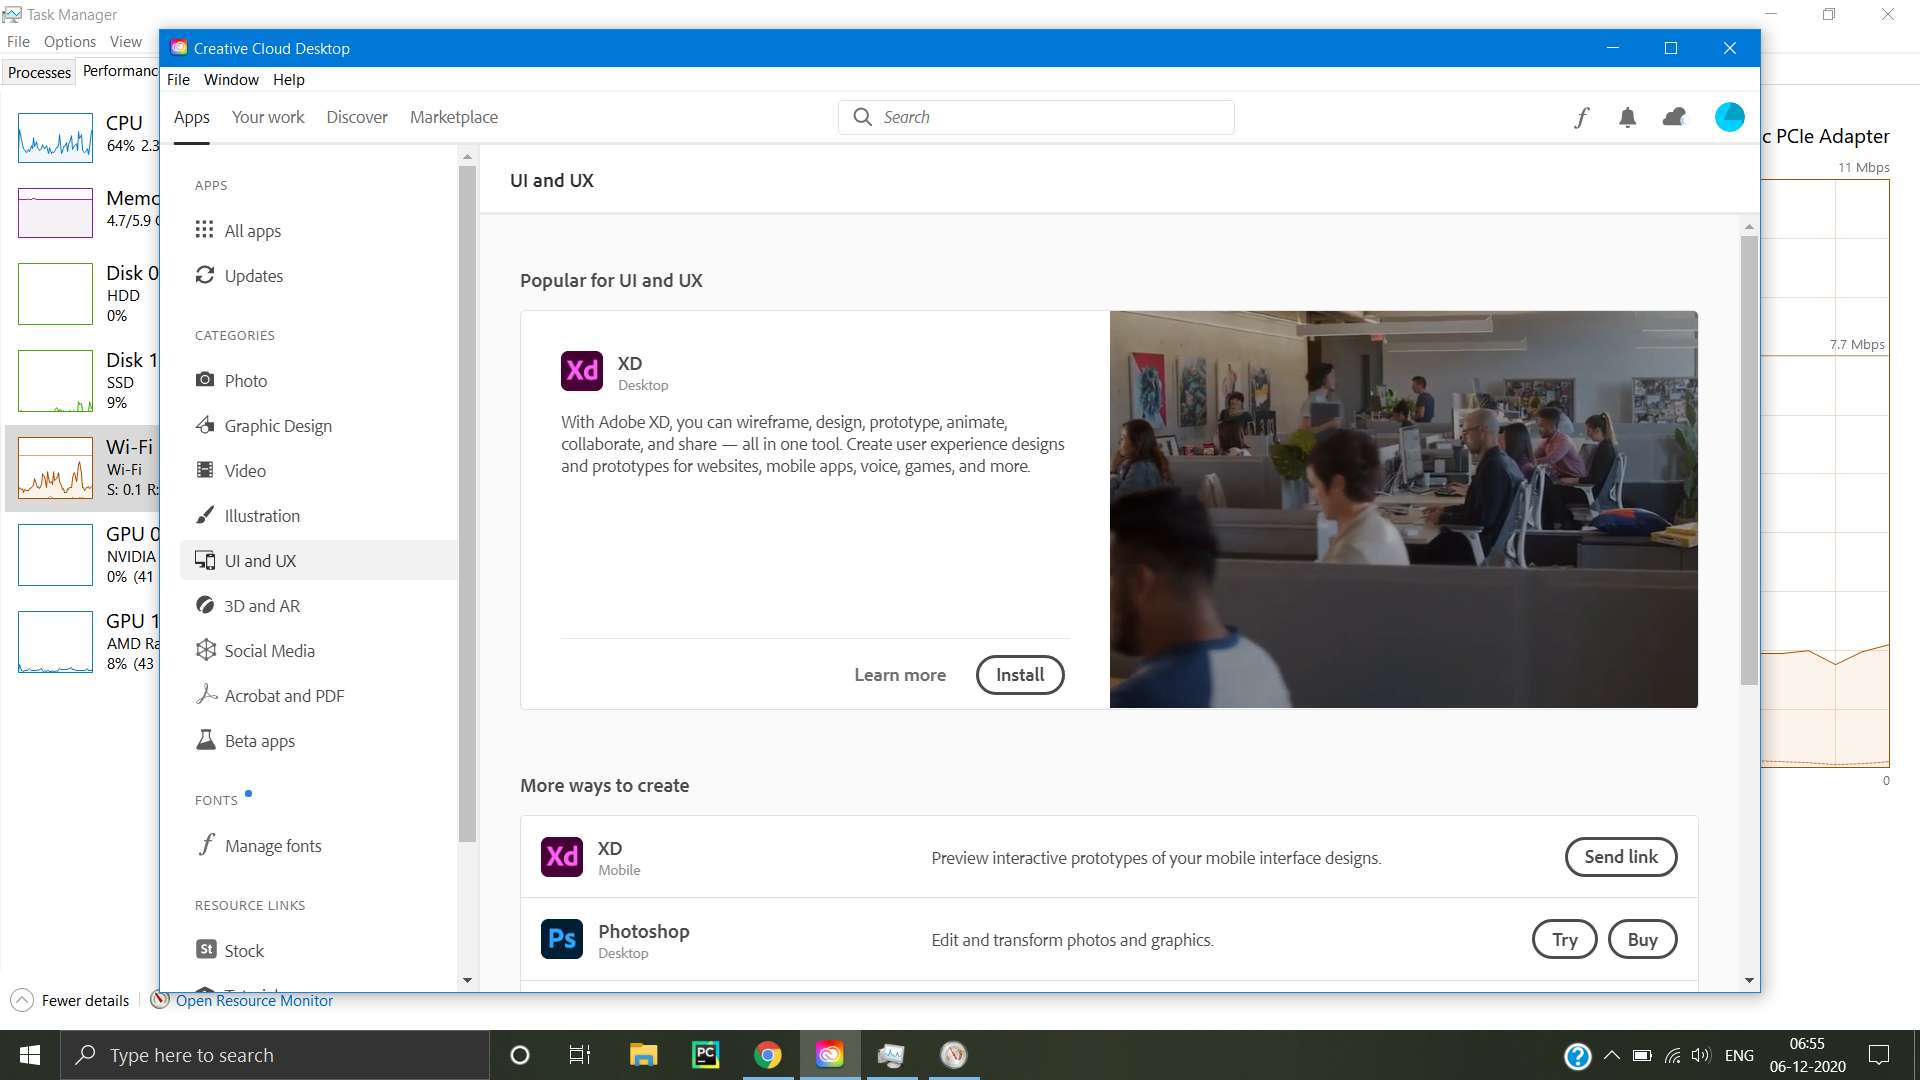 Task Manager
File Options View
Processes Performanc
CPU
64% 2.3
Memo
4.7/5.9
Disk 0
HDD
0%
Disk 1
SSD
9%
Wi-Fi
Wi-Fi
S: 0.1 R:
GPU 0
NVIDIA
0% (41
GPU 1
AMD Ra
8% (43
Fewer details
Open Resource Monitor
c PCIe Adapter
11 Mbps
7.7 Mbps
0
Creative Cloud Desktop
File Window Help
Apps Your work Discover Marketplace
Search
APPS
All apps
Updates
CATEGORIES
Photo
Graphic Design
Video
Illustration
UI and UX
3D and AR
Social Media
Acrobat and PDF
Beta apps
FONTS
Manage fonts
RESOURCE LINKS
St Stock
UI and UX
Popular for UI and UX
Xd XD
Desktop
With Adobe XD, you can wireframe, design, prototype, animate,
collaborate, and share — all in one tool. Create user experience designs
and prototypes for websites, mobile apps, voice, games, and more.
Learn more Install
More ways to create
Xd XD
Mobile
Preview interactive prototypes of your mobile interface designs.
Send link
Ps Photoshop
Desktop
Edit and transform photos and graphics.
Try Buy
Type here to search
PC
ENG
06:55
06-12-2020